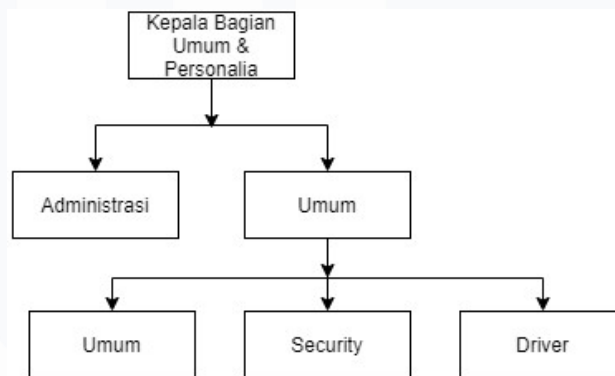 Kepala Bagian
Umum &
Personalia
Administrasi
Umum
Umum
Security
Driver